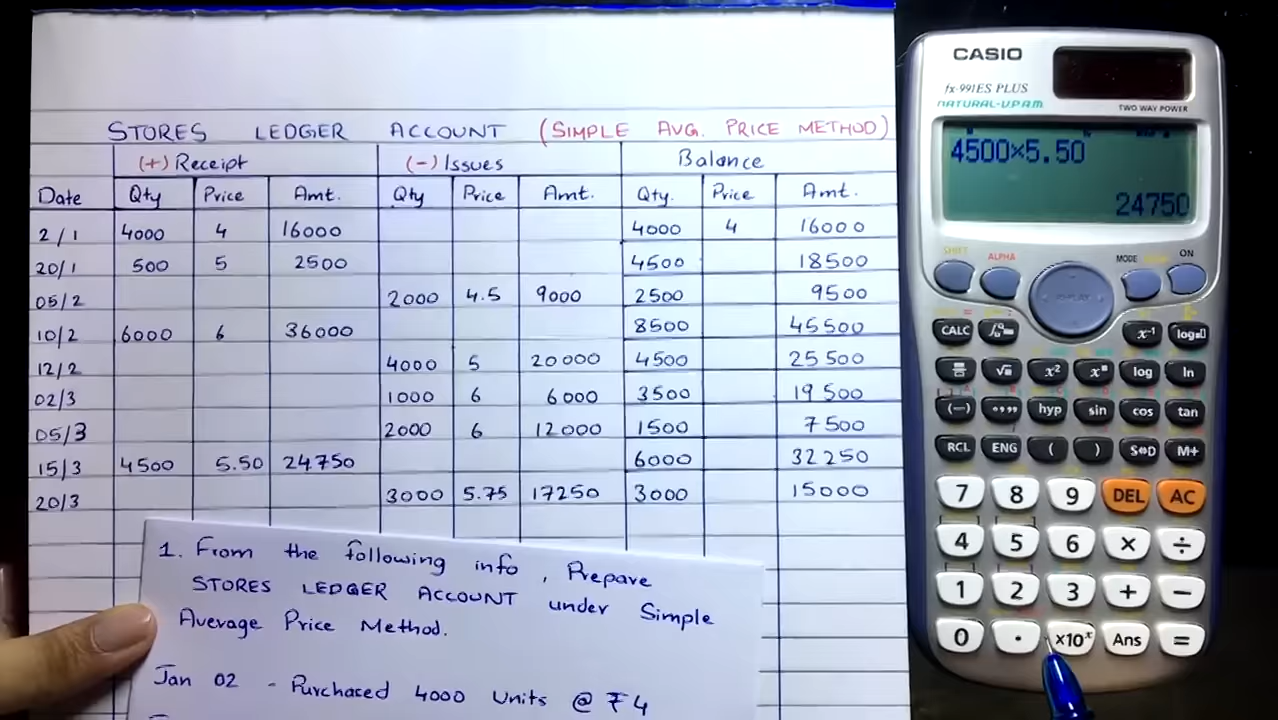 STORES LEDGER ACCOUNT (SIMPLE AVG. PRICE METHOD)
(+) Receipt (-) Issues Balance
Date Qty Price Amt. Qty Price Amt. Qty. Price Amt.
2/1 4000 4 16000 4000 4 16000
20/1 500 5 2500 4500 18500
05/2 2000 4.5 9000 2500 9500
10/2 6000 6 36000 8500 45500
12/2 4000 5 20000 4500 25500
02/3 1000 6 6000 3500 19500
05/3 2000 6 12000 1500 7500
15/3 4500 5.50 24750 6000 32250
20/3 3000 5.75 17250 3000 15000
1. From the following info, Prepare
STORES LEDGER ACCOUNT under Simple
Average Price Method.
Jan 02 - Purchased 4000 Units @ ₹4
CASIO
fx-991ES PLUS
NATURAL-V.P.A.M.
TWO WAY POWER
4500×5.50
24750
SHIFT ALPHA MODE ON
REPLAY
CALC x⁻¹ log
x² log ln
(−) hyp sin cos tan
RCL ENG ( ) S⇔D M+
7 8 9 DEL AC
4 5 6 × ÷
1 2 3 + −
0 . ×10ˣ Ans =